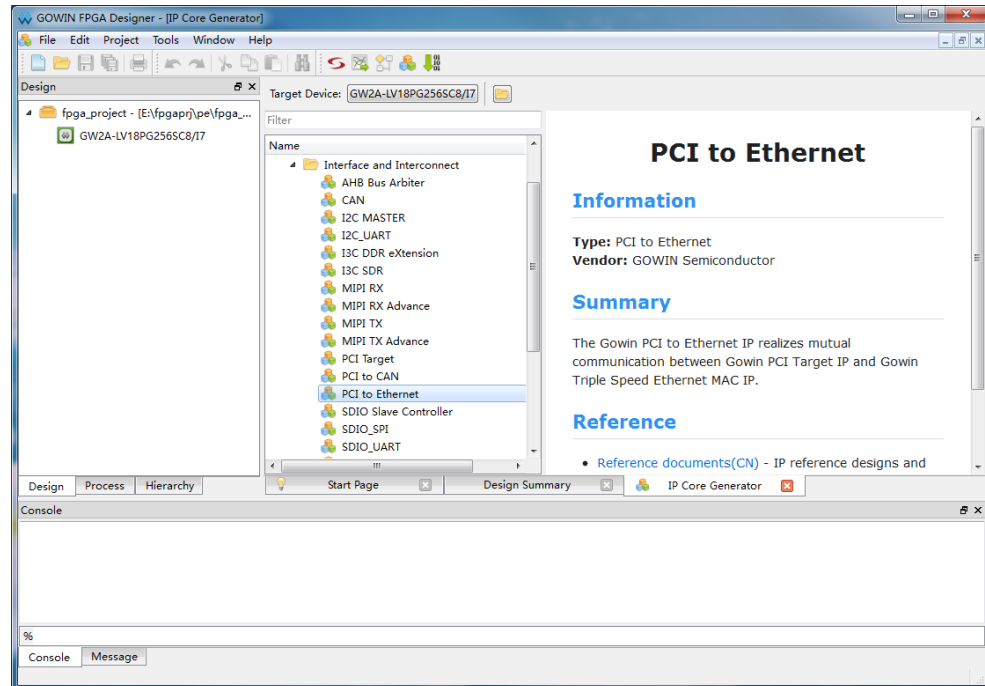 GOWIN FPGA Designer - [IP Core Generator]
File Edit Project Tools Window Help
Design
Target Device: GW2A-LV18PG256SC8/I7
fpga_project - [E:\fpgaprj\pe\fpga_...
GW2A-LV18PG256SC8/I7
Filter
Name
Interface and Interconnect
AHB Bus Arbiter
CAN
I2C MASTER
I2C_UART
I3C DDR eXtension
I3C SDR
MIPI RX
MIPI RX Advance
MIPI TX
MIPI TX Advance
PCI Target
PCI to CAN
PCI to Ethernet
SDIO Slave Controller
SDIO_SPI
SDIO_UART
PCI to Ethernet
Information
Type: PCI to Ethernet
Vendor: GOWIN Semiconductor
Summary
The Gowin PCI to Ethernet IP realizes mutual
communication between Gowin PCI Target IP and Gowin
Triple Speed Ethernet MAC IP.
Reference
• Reference documents(CN) - IP reference designs and
Design Process Hierarchy
Start Page Design Summary IP Core Generator
Console
%
Console Message